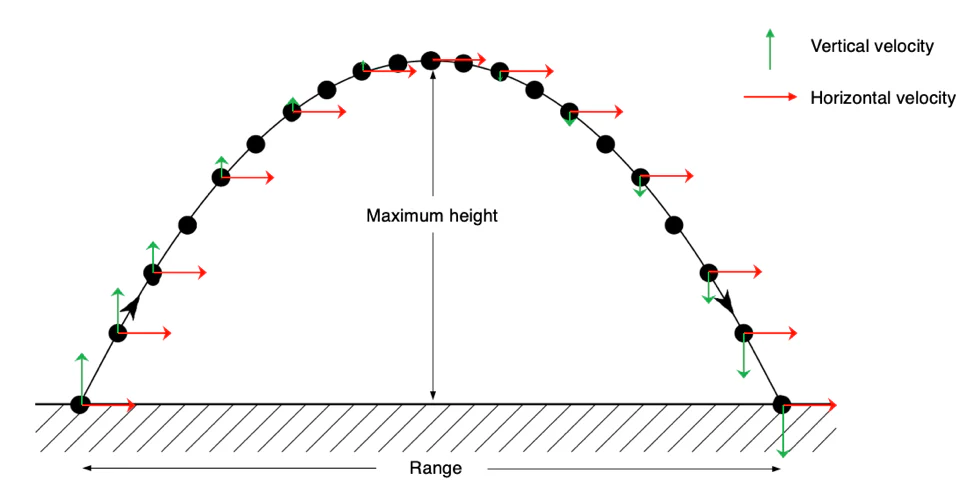 Vertical velocity
Horizontal velocity
Maximum height
Range